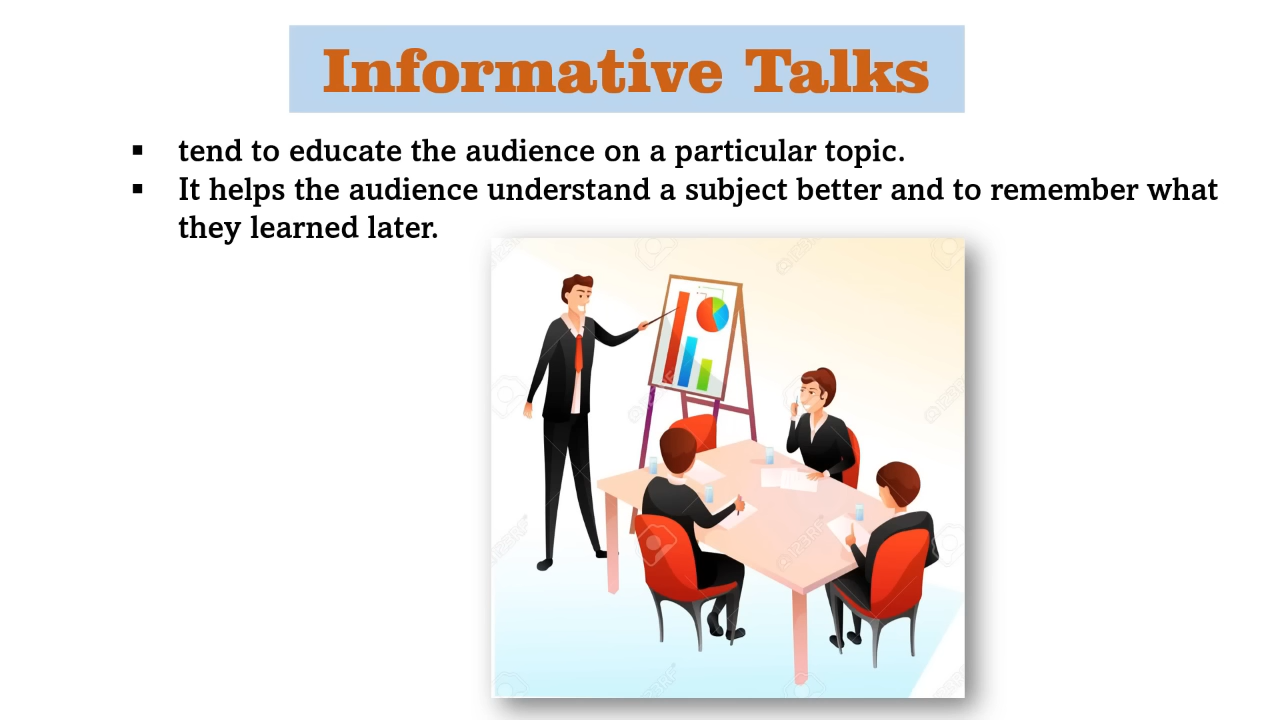 Informative Talks
▪ tend to educate the audience on a particular topic.
▪ It helps the audience understand a subject better and to remember what
they learned later.